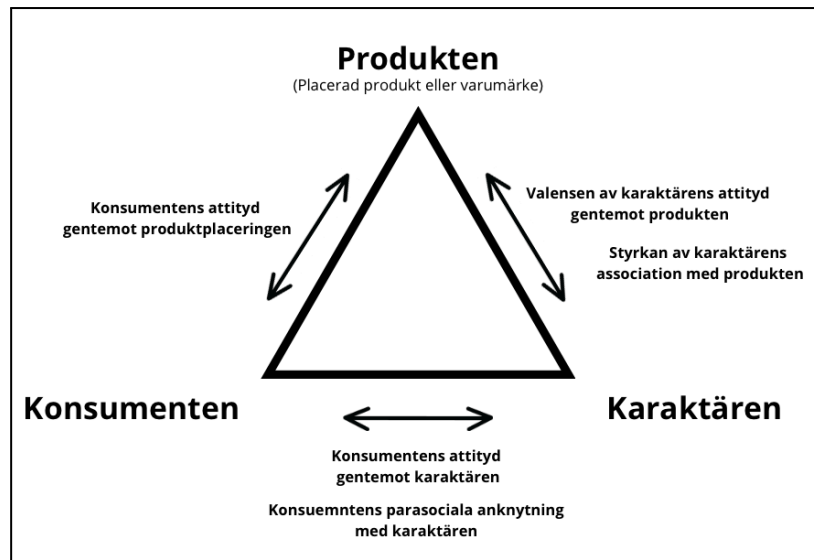 Produkten
(Placerad produkt eller varumärke)
Konsumentens attityd
gentemot produktplaceringen
Valensen av karaktärens attityd
gentemot produkten
Styrkan av karaktärens
association med produkten
Konsumenten
Karaktären
Konsumentens attityd
gentemot karaktären
Konsuemntens parasociala anknytning
med karaktären